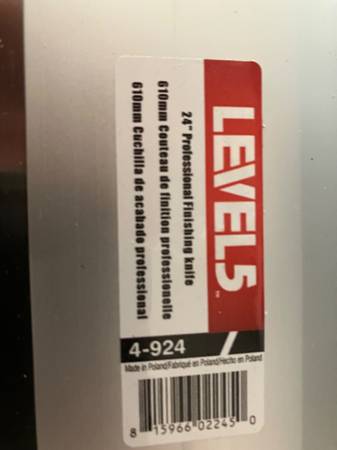 LEVEL5™
24" Professional Finishing knife
610mm Couteau de finition professionelle
610mm Cuchilla de acabado professional
4-924
Made in Poland/Fabriqué en Poland/Hecho en Poland
8 15966 02245 0